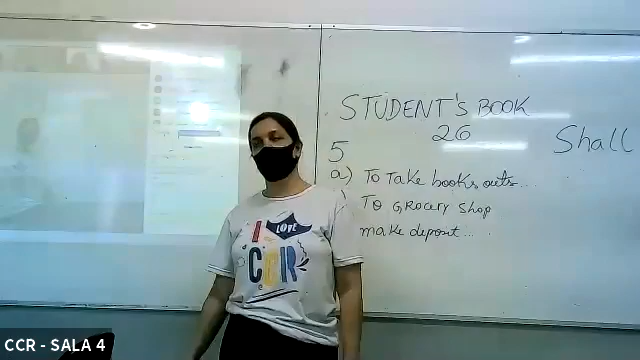 STUDENT'S BOOK
26
Shall
5
a) To Take books outs...
) To Grocery Shop
make deposit...
I LOVE
CCR
CCR - SALA 4